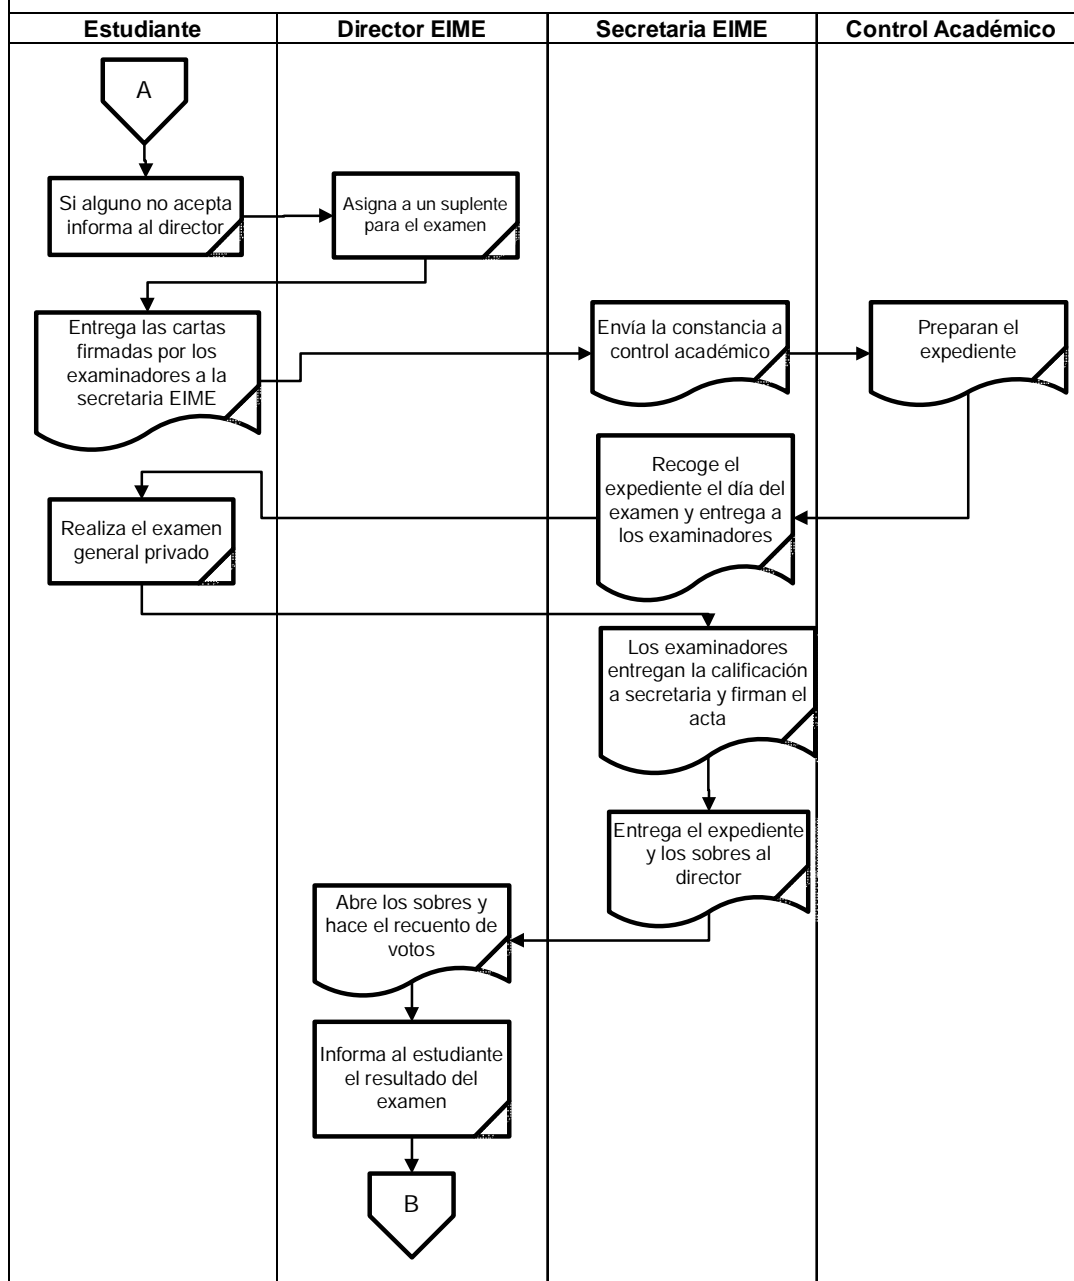 Estudiante
Director EIME
Secretaria EIME
Control Académico
A
Si alguno no acepta
informa al director
Asigna a un suplente
para el examen
Entrega las cartas
firmadas por los
examinadores a la
secretaria EIME
Envía la constancia a
control académico
Preparan el
expediente
Recoge el
expediente el día del
examen y entrega a
los examinadores
Realiza el examen
general privado
Los examinadores
entregan la calificación
a secretaria y firman el
acta
Entrega el expediente
y los sobres al
director
Abre los sobres y
hace el recuento de
votos
Informa al estudiante
el resultado del
examen
B